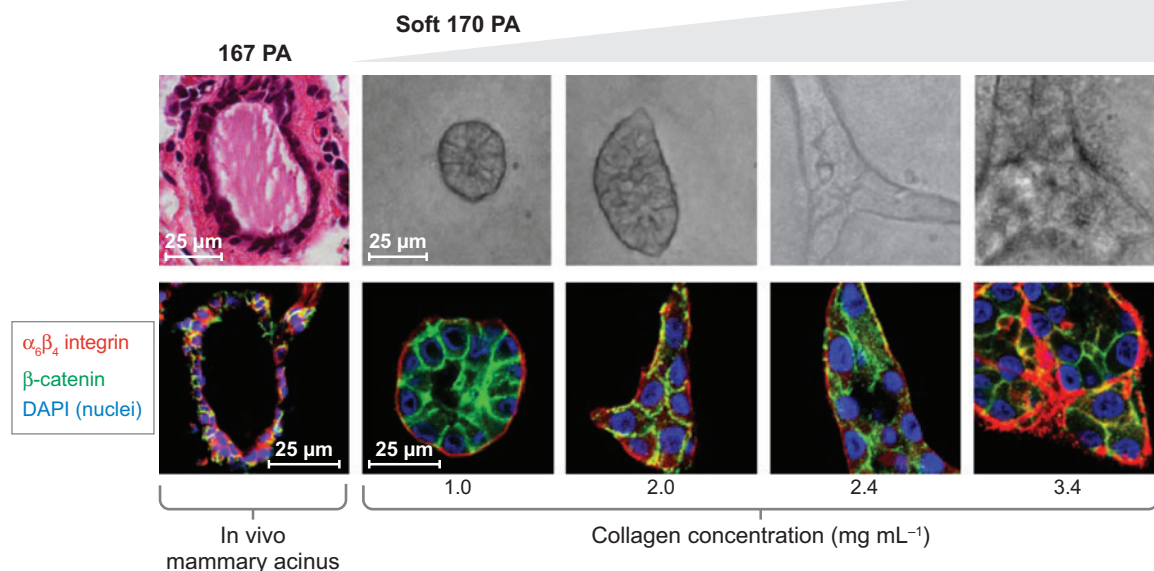 Soft 170 PA
167 PA
25 µm
25 µm
α₆β₄ integrin
β-catenin
DAPI (nuclei)
25 µm
25 µm
1.0
2.0
2.4
3.4
In vivo
mammary acinus
Collagen concentration (mg mL⁻¹)